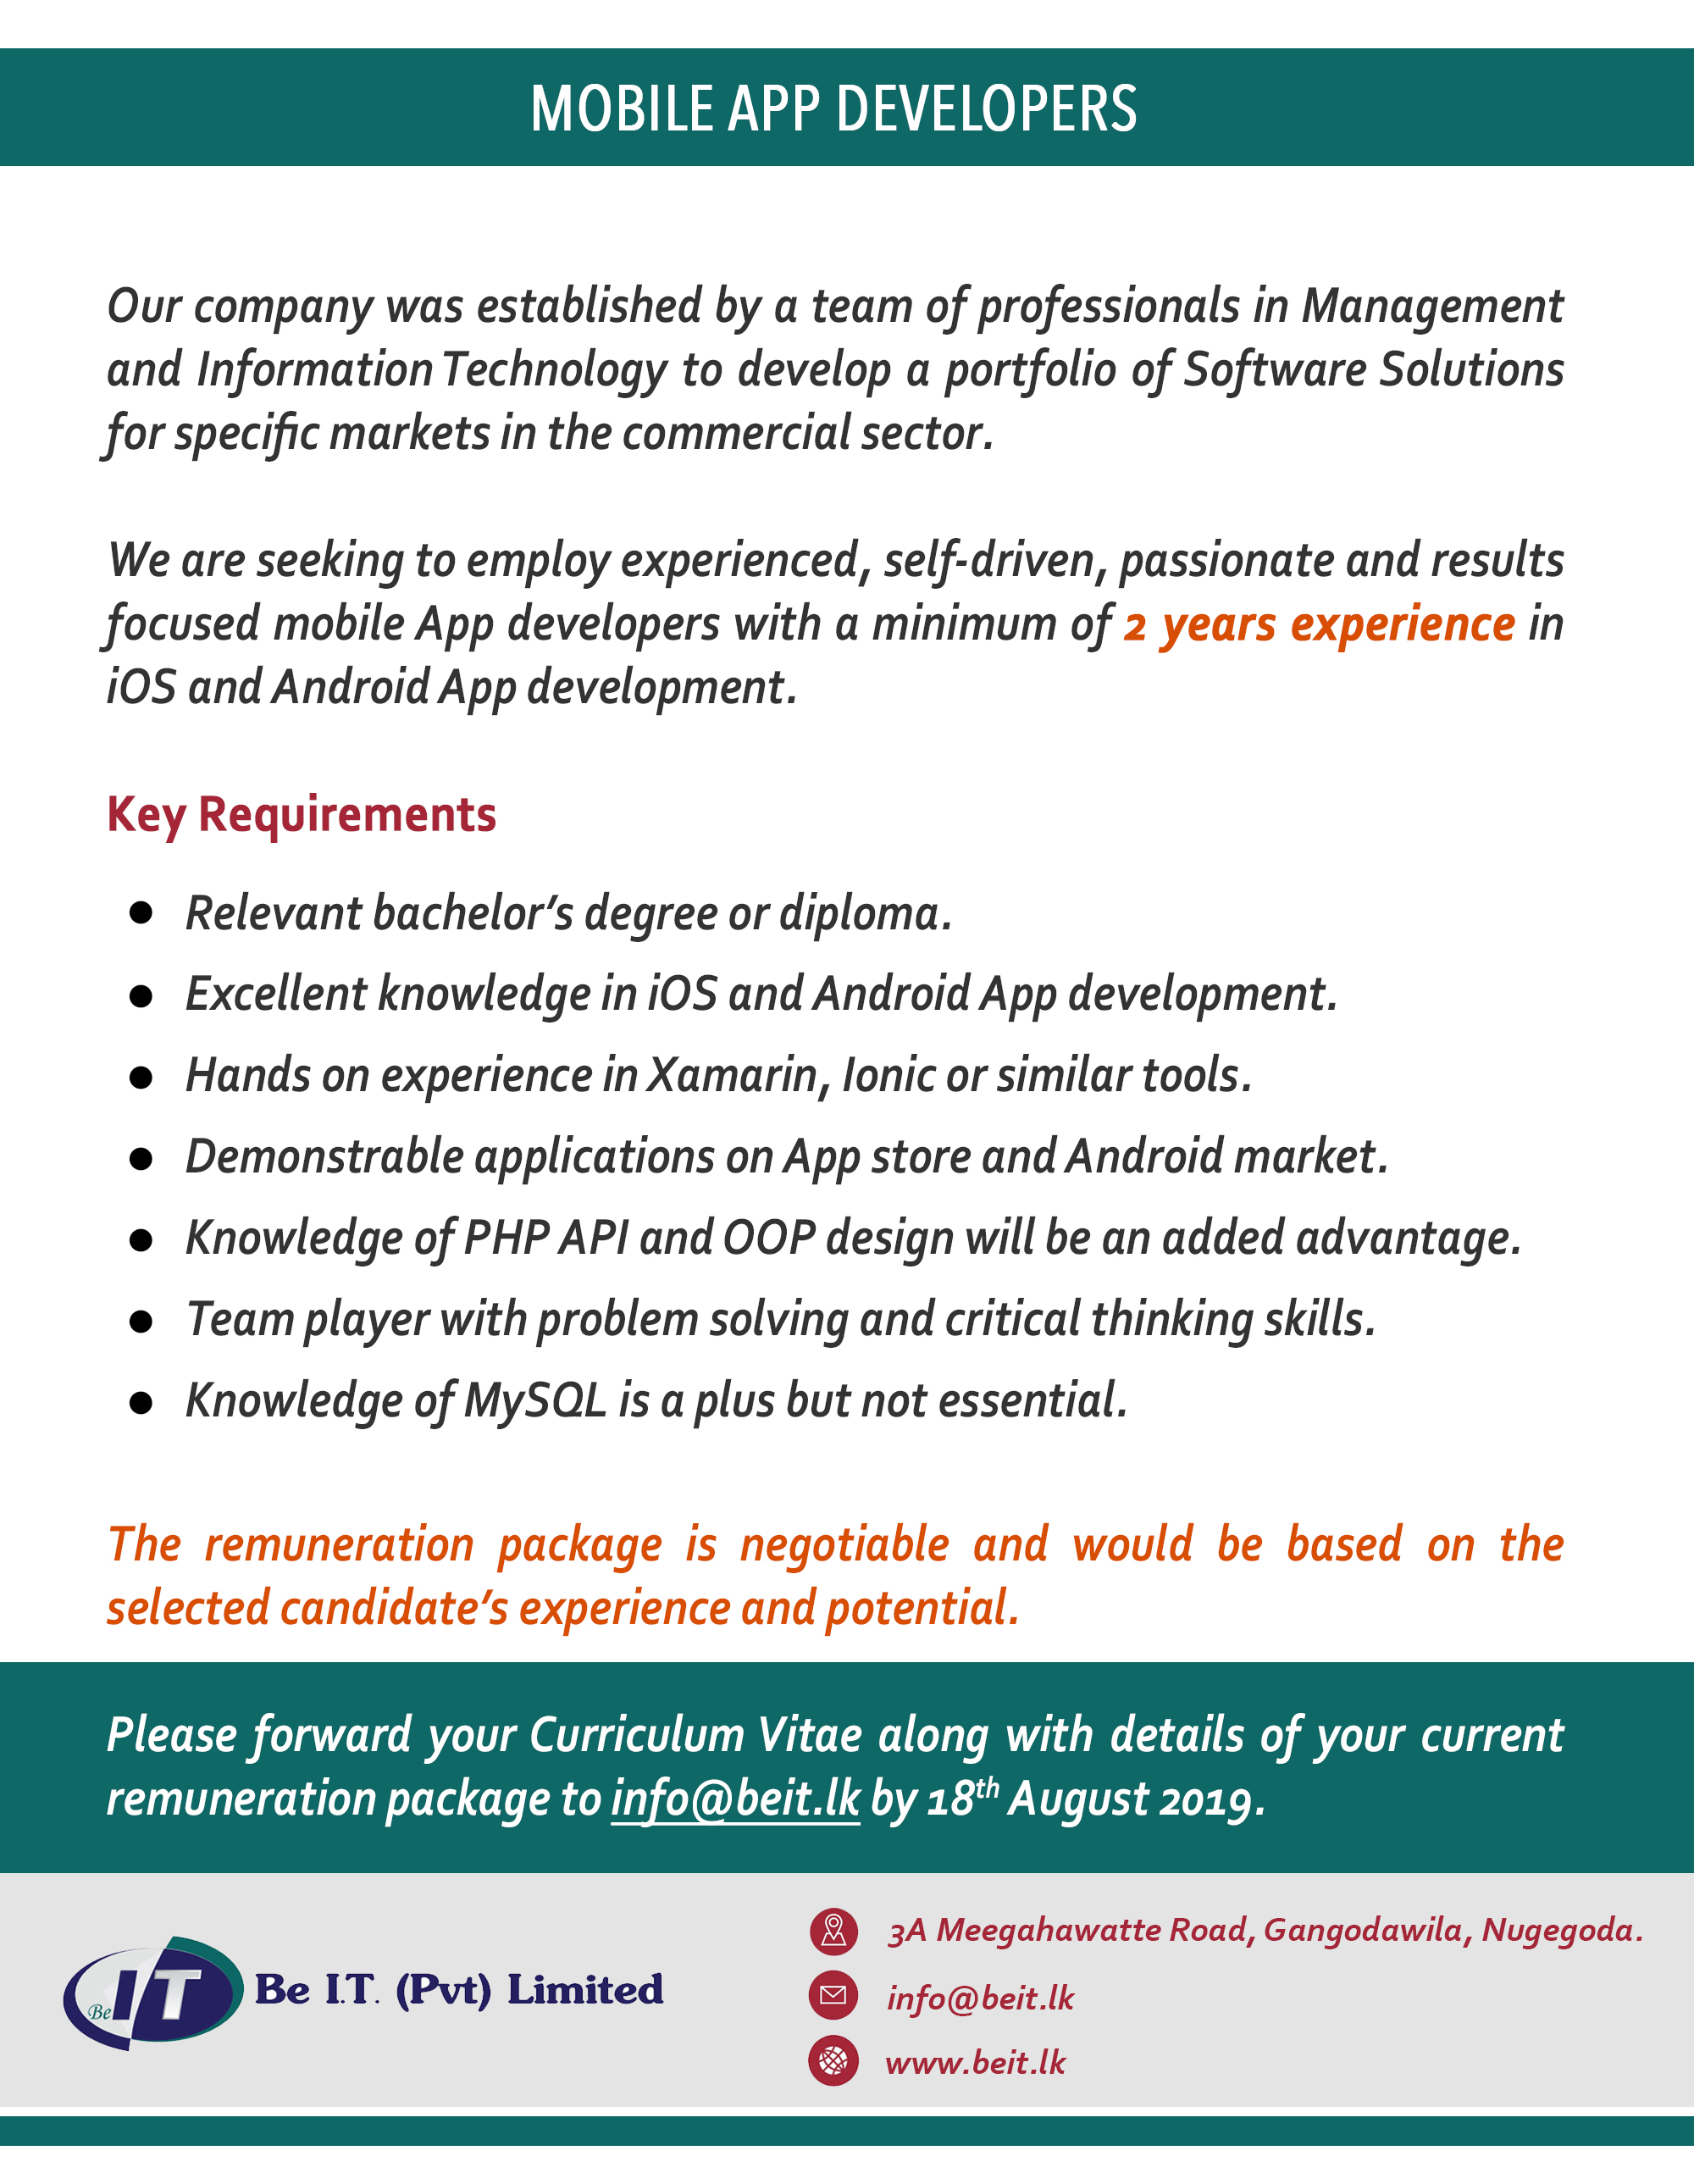 MOBILE APP DEVELOPERS
Our company was established by a team of professionals in Management
and Information Technology to develop a portfolio of Software Solutions
for specific markets in the commercial sector.
We are seeking to employ experienced, self-driven, passionate and results
focused mobile App developers with a minimum of 2 years experience in
iOS and Android App development.
Key Requirements
● Relevant bachelor’s degree or diploma.
● Excellent knowledge in iOS and Android App development.
● Hands on experience in Xamarin, Ionic or similar tools.
● Demonstrable applications on App store and Android market.
● Knowledge of PHP API and OOP design will be an added advantage.
● Team player with problem solving and critical thinking skills.
● Knowledge of MySQL is a plus but not essential.
The remuneration package is negotiable and would be based on the
selected candidate’s experience and potential.
Please forward your Curriculum Vitae along with details of your current
remuneration package to info@beit.lk by 18th August 2019.
Be IT
Be I.T. (Pvt) Limited
3A Meegahawatte Road, Gangodawila, Nugegoda.
info@beit.lk
www.beit.lk